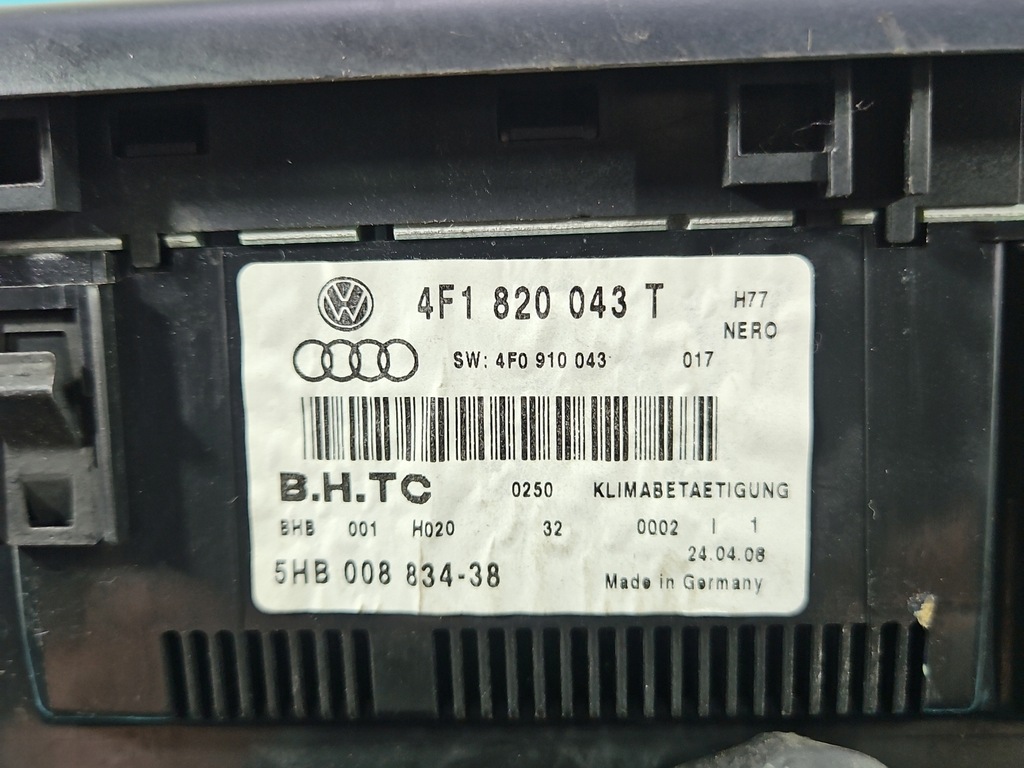 4F1 820 043 T H77
NERO
SW: 4F0 910 043 017
B.H.TC 0250 KLIMABETAETIGUNG
BHB 001 H020 32 0002 I 1
24.04.08
5HB 008 834-38 Made in Germany